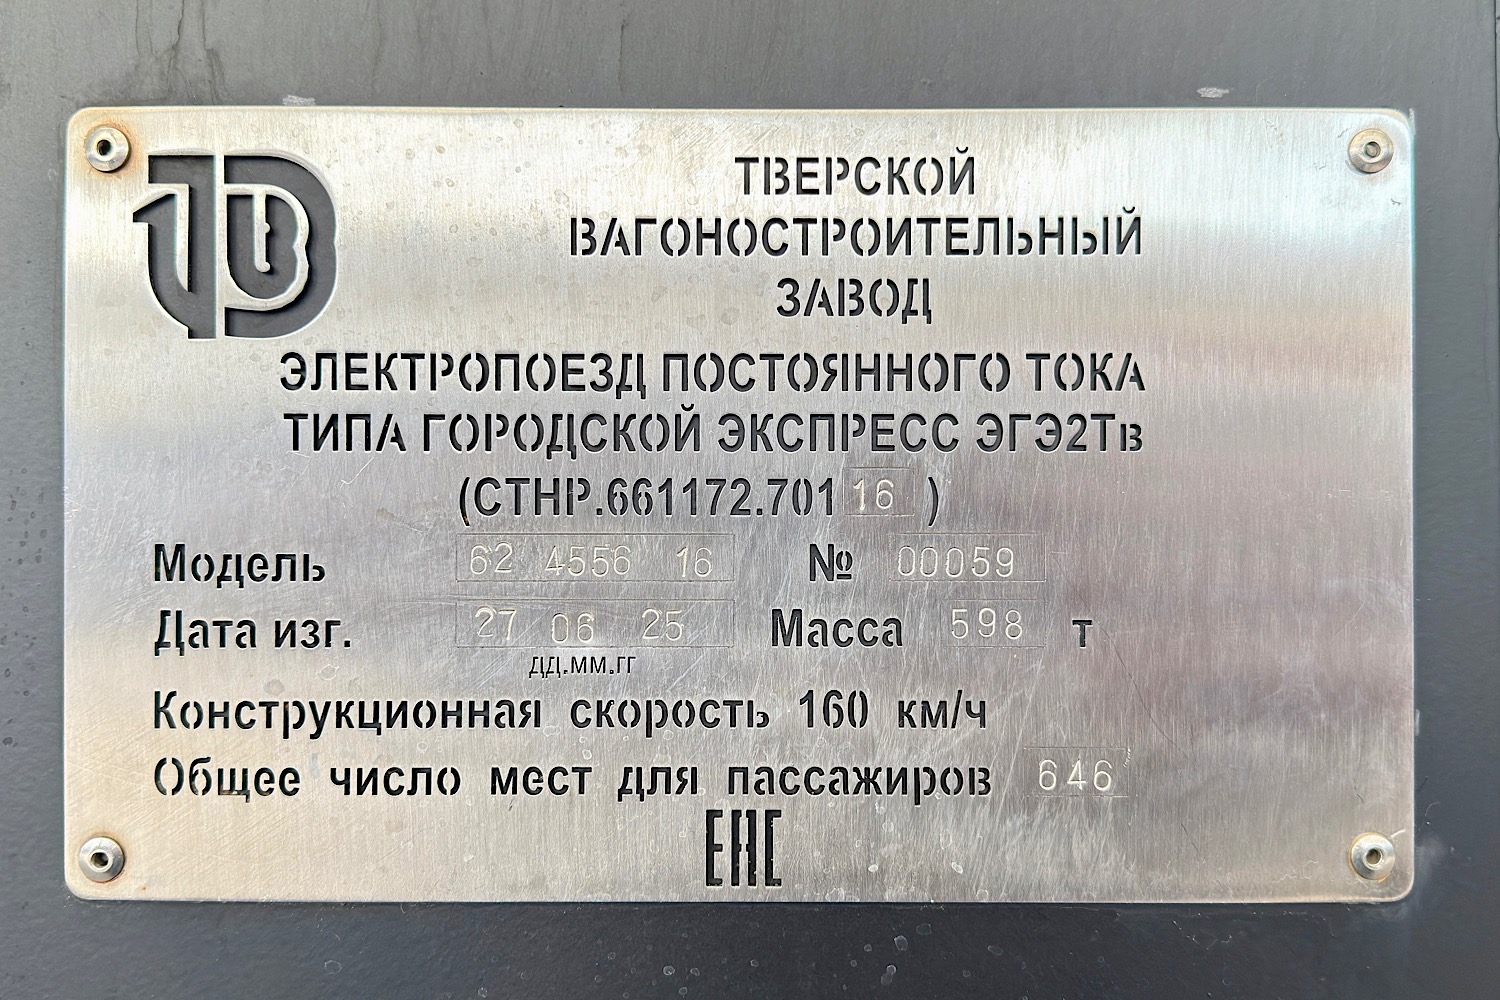 ТВ
ТВЕРСКОЙ
ВАГОНОСТРОИТЕЛЬНЫЙ
ЗАВОД
ЭЛЕКТРОПОЕЗД ПОСТОЯННОГО ТОКА
ТИПА ГОРОДСКОЙ ЭКСПРЕСС ЭГЭ2Тв
(СТНР.661172.701 16 )
Модель 62 4556 16 № 00059
Дата изг. 27 06 25 Масса 598 т
ДД.ММ.ГГ
Конструкционная скорость 160 км/ч
Общее число мест для пассажиров 646
EAC